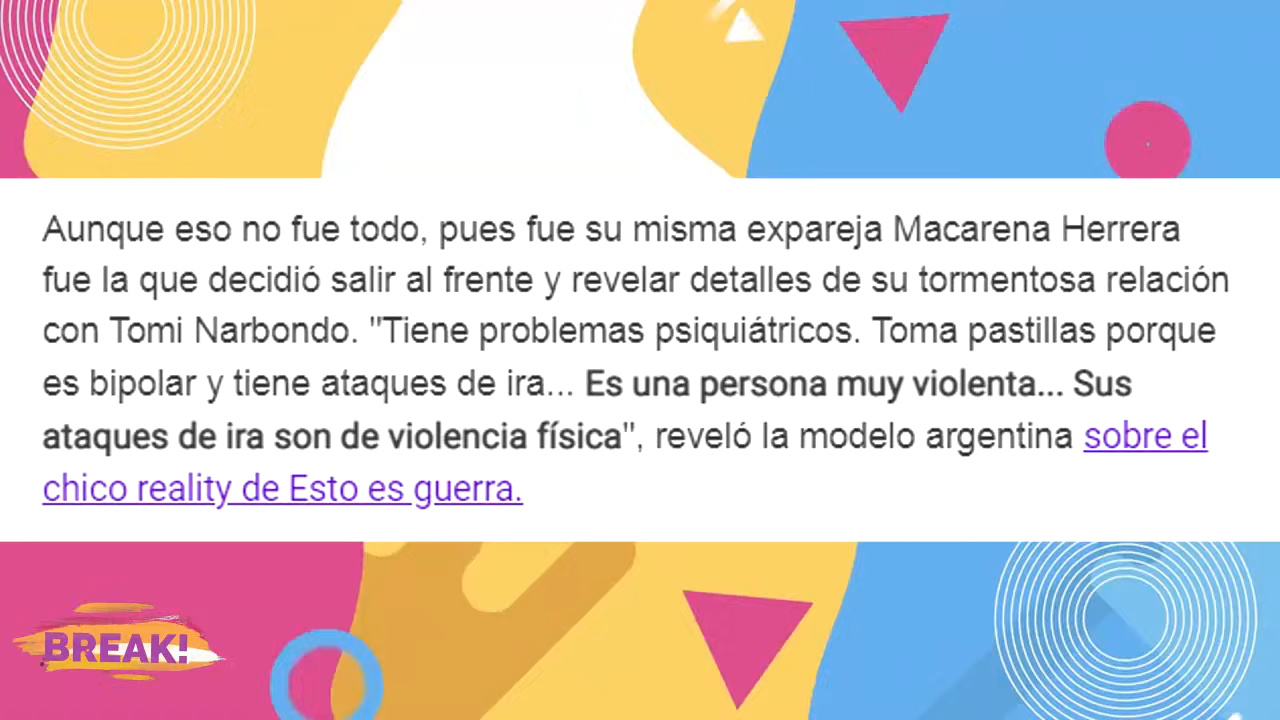 Aunque eso no fue todo, pues fue su misma expareja Macarena Herrera
fue la que decidió salir al frente y revelar detalles de su tormentosa relación
con Tomi Narbondo. "Tiene problemas psiquiátricos. Toma pastillas porque
es bipolar y tiene ataques de ira... Es una persona muy violenta... Sus
ataques de ira son de violencia física", reveló la modelo argentina sobre el
chico reality de Esto es guerra.
BREAK!